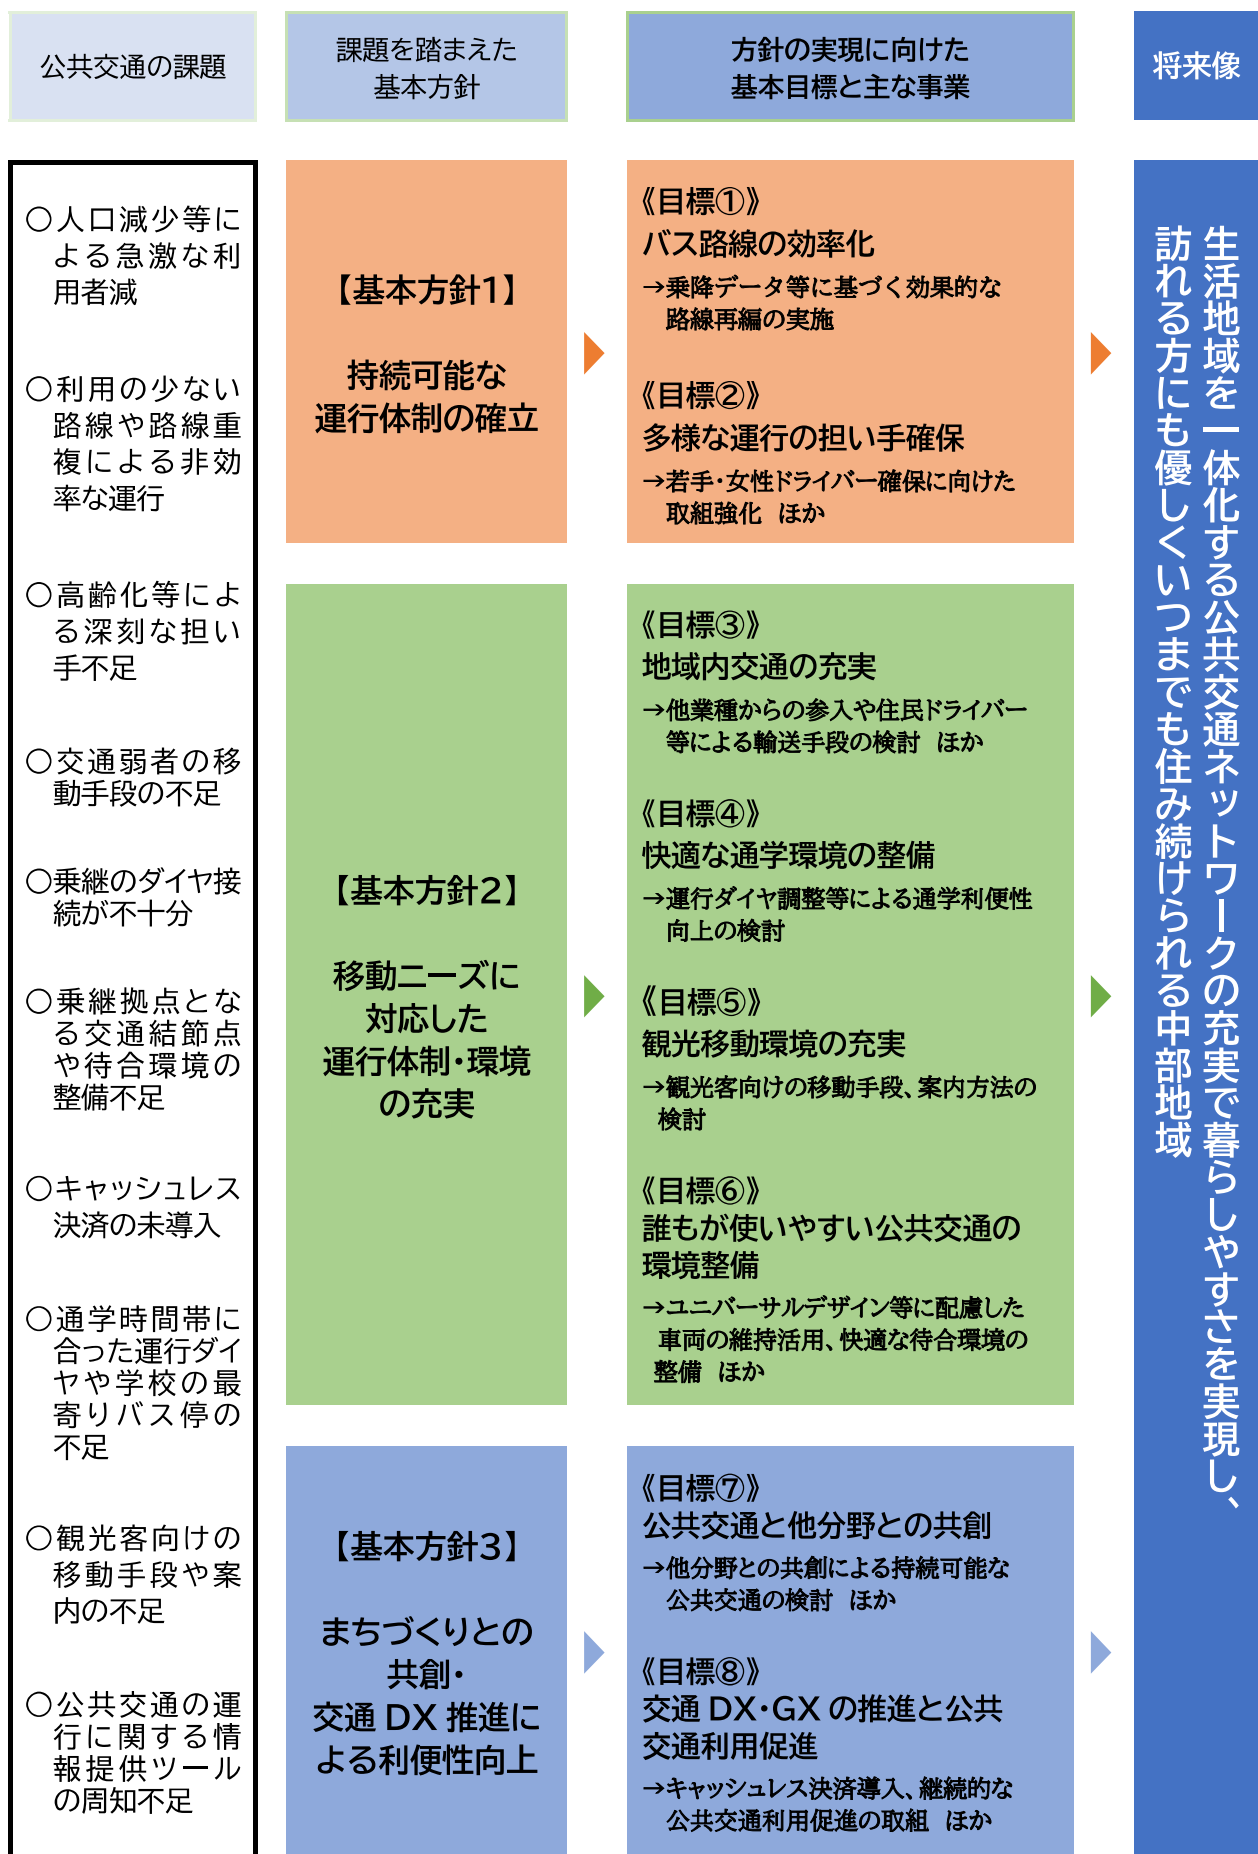 公共交通の課題
課題を踏まえた
基本方針
方針の実現に向けた
基本目標と主な事業
将来像
○人口減少等に
よる急激な利
用者減
○利用の少ない
路線や路線重
複による非効
率な運行
○高齢化等によ
る深刻な担い
手不足
○交通弱者の移
動手段の不足
○乗継のダイヤ接
続が不十分
○乗継拠点とな
る交通結節点
や待合環境の
整備不足
○キャッシュレス
決済の未導入
○通学時間帯に
合った運行ダイ
ヤや学校の最
寄りバス停の
不足
○観光客向けの
移動手段や案
内の不足
○公共交通の運
行に関する情
報提供ツール
の周知不足
【基本方針1】
持続可能な
運行体制の確立
【基本方針2】
移動ニーズに
対応した
運行体制・環境
の充実
【基本方針3】
まちづくりとの
共創・
交通 DX 推進に
よる利便性向上
《目標①》
バス路線の効率化
→乗降データ等に基づく効果的な
路線再編の実施
《目標②》
多様な運行の担い手確保
→若手・女性ドライバー確保に向けた
取組強化　ほか
《目標③》
地域内交通の充実
→他業種からの参入や住民ドライバー
等による輸送手段の検討　ほか
《目標④》
快適な通学環境の整備
→運行ダイヤ調整等による通学利便性
向上の検討
《目標⑤》
観光移動環境の充実
→観光客向けの移動手段、案内方法の
検討
《目標⑥》
誰もが使いやすい公共交通の
環境整備
→ユニバーサルデザイン等に配慮した
車両の維持活用、快適な待合環境の
整備　ほか
《目標⑦》
公共交通と他分野との共創
→他分野との共創による持続可能な
公共交通の検討　ほか
《目標⑧》
交通 DX・GX の推進と公共
交通利用促進
→キャッシュレス決済導入、継続的な
公共交通利用促進の取組　ほか
生活地域を一体化する公共交通ネットワークの充実で暮らしやすさを実現し、
訪れる方にも優しくいつまでも住み続けられる中部地域